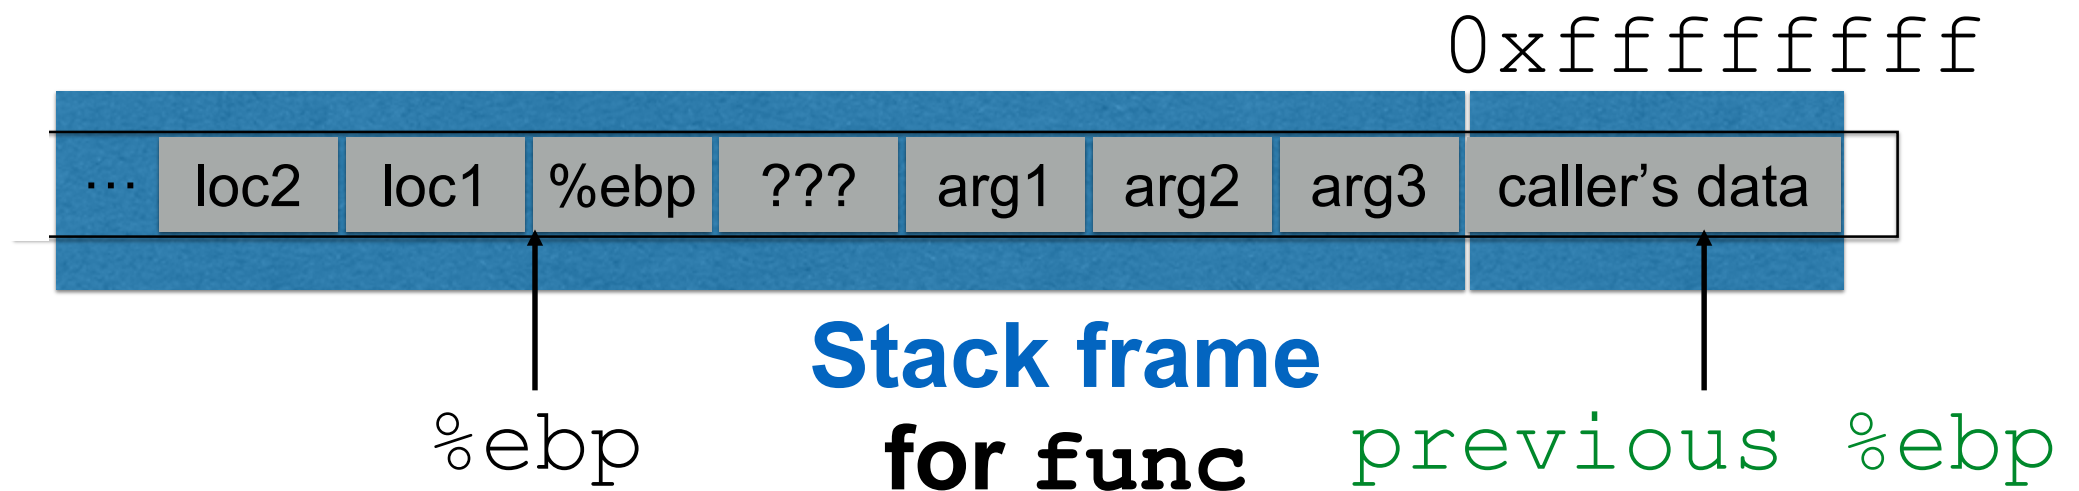 0xffffffff
... loc2 loc1 %ebp ??? arg1 arg2 arg3 caller's data
Stack frame
for func
%ebp
previous %ebp